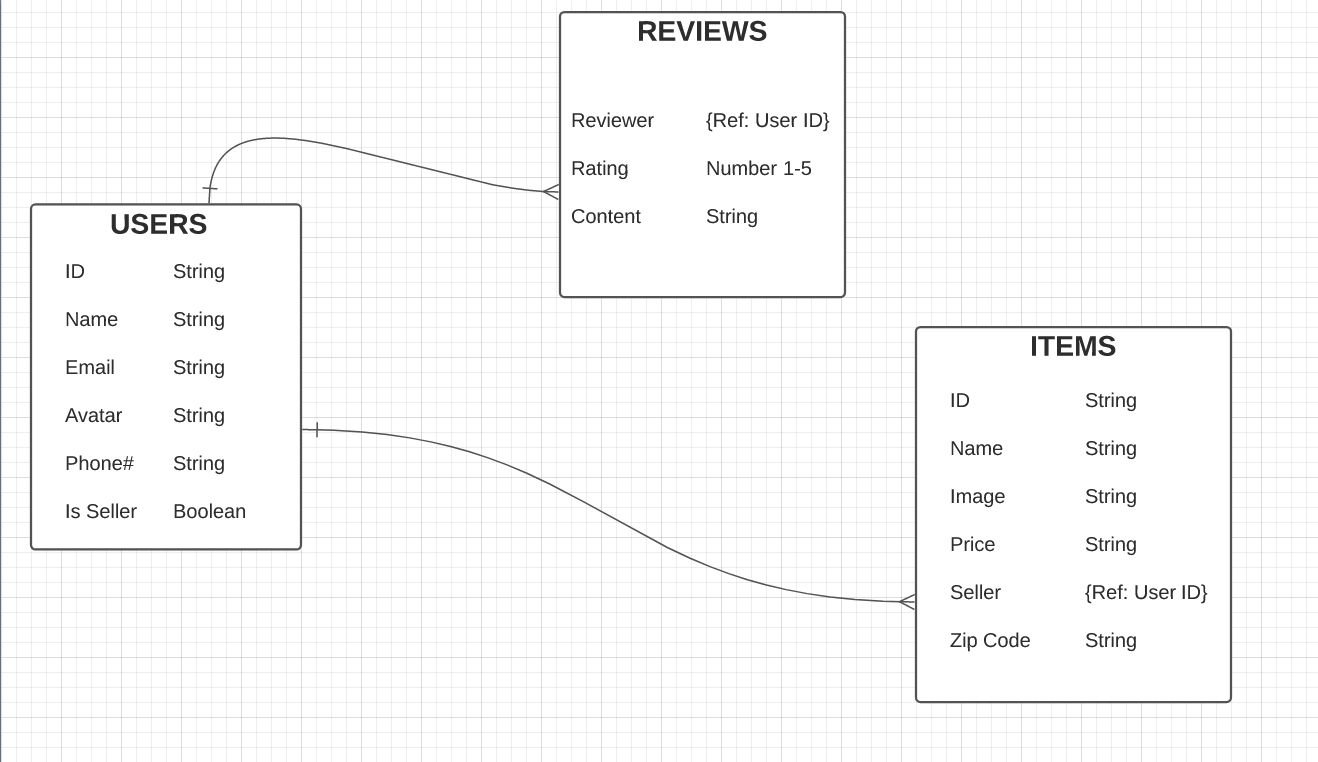 REVIEWS
Reviewer {Ref: User ID}
Rating Number 1-5
Content String
USERS
ID String
Name String
Email String
Avatar String
Phone# String
Is Seller Boolean
ITEMS
ID String
Name String
Image String
Price String
Seller {Ref: User ID}
Zip Code String